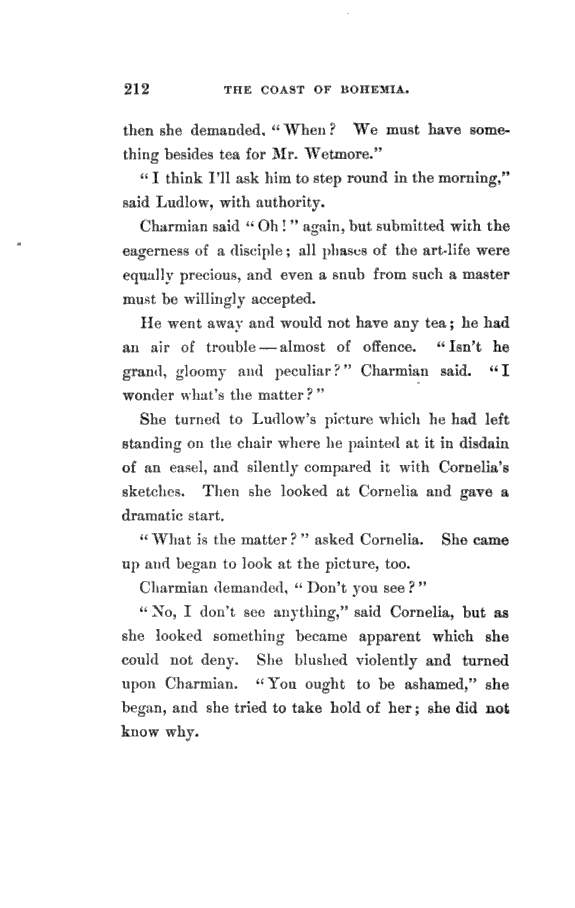 212 THE COAST OF BOHEMIA.
then she demanded, “When? We must have some-
thing besides tea for Mr. Wetmore.”
“I think I’ll ask him to step round in the morning,”
said Ludlow, with authority.
Charmian said “Oh!” again, but submitted with the
eagerness of a disciple; all phases of the art-life were
equally precious, and even a snub from such a master
must be willingly accepted.
He went away and would not have any tea; he had
an air of trouble—almost of offence. “Isn’t he
grand, gloomy and peculiar?” Charmian said. “I
wonder what’s the matter?”
She turned to Ludlow’s picture which he had left
standing on the chair where he painted at it in disdain
of an easel, and silently compared it with Cornelia’s
sketches. Then she looked at Cornelia and gave a
dramatic start.
“What is the matter?” asked Cornelia. She came
up and began to look at the picture, too.
Charmian demanded, “Don’t you see?”
“No, I don’t see anything,” said Cornelia, but as
she looked something became apparent which she
could not deny. She blushed violently and turned
upon Charmian. “You ought to be ashamed,” she
began, and she tried to take hold of her; she did not
know why.